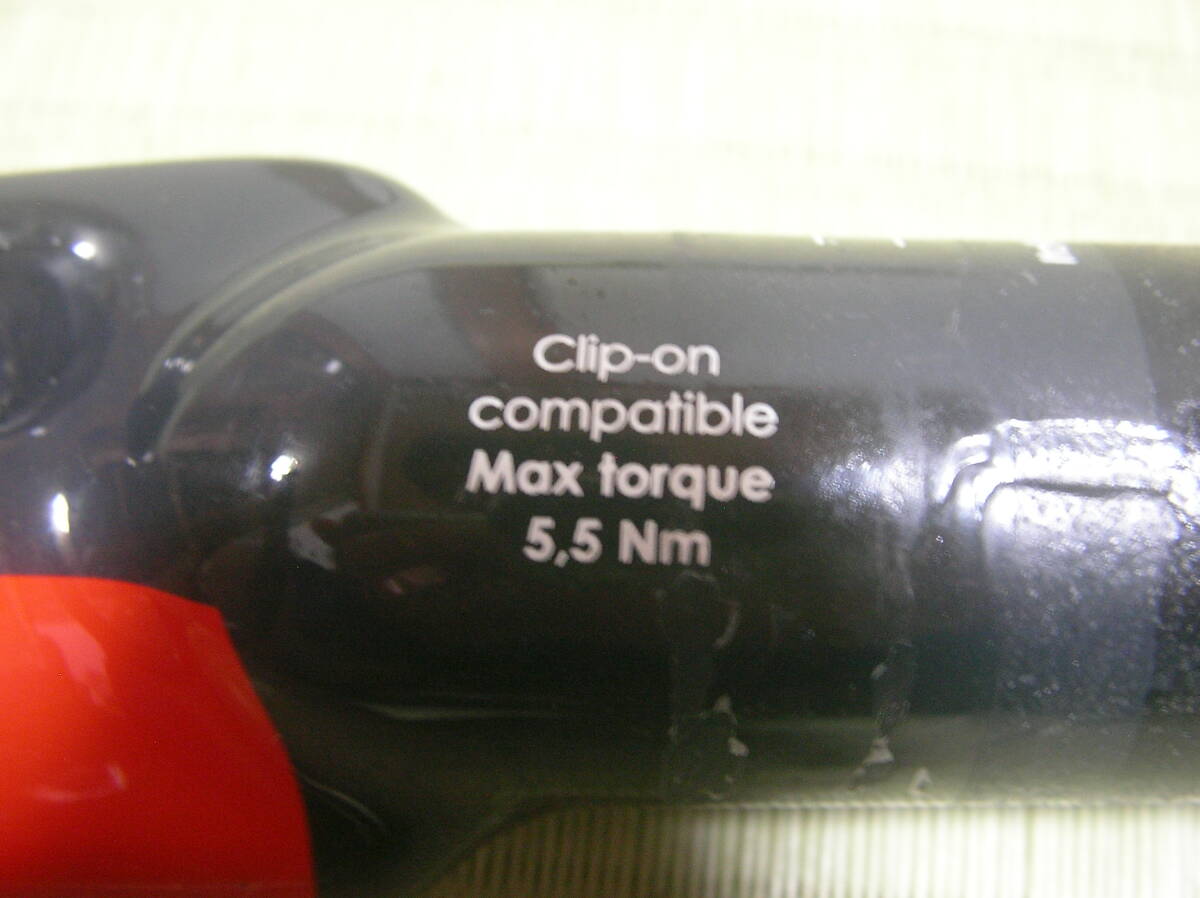 Clip-on
compatible
Max torque
5,5 Nm